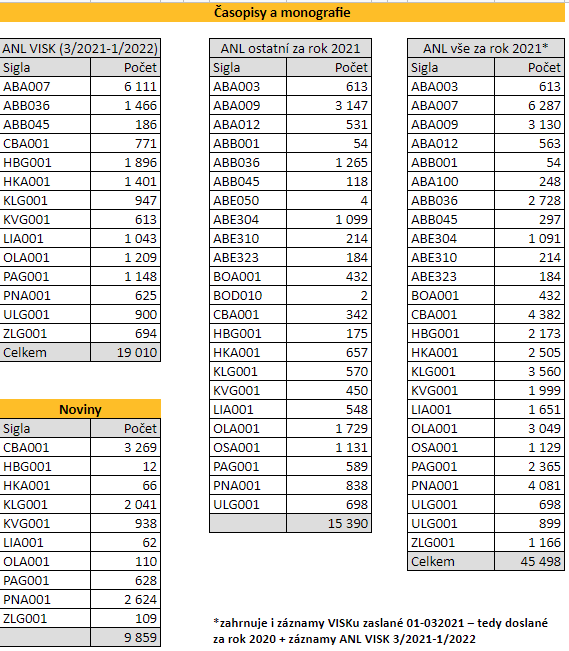 Časopisy a monografie
ANL VISK (3/2021-1/2022)
Sigla Počet
ABA007 6 111
ABB036 1 466
ABB045 186
CBA001 771
HBG001 1 896
HKA001 1 401
KLG001 947
KVG001 613
LIA001 1 043
OLA001 1 209
PAG001 1 148
PNA001 625
ULG001 900
ZLG001 694
Celkem 19 010
Noviny
Sigla Počet
CBA001 3 269
HBG001 12
HKA001 66
KLG001 2 041
KVG001 938
LIA001 62
OLA001 110
PAG001 628
PNA001 2 624
ZLG001 109
9 859
ANL ostatní za rok 2021
Sigla Počet
ABA003 613
ABA009 3 147
ABA012 531
ABB001 54
ABB036 1 265
ABB045 118
ABE050 4
ABE304 1 099
ABE310 214
ABE323 184
BOA001 432
BOD010 2
CBA001 342
HBG001 175
HKA001 657
KLG001 570
KVG001 450
LIA001 548
OLA001 1 729
OSA001 1 131
PAG001 589
PNA001 838
ULG001 698
15 390
ANL vše za rok 2021*
Sigla Počet
ABA003 613
ABA007 6 287
ABA009 3 130
ABA012 563
ABB001 54
ABA100 248
ABB036 2 728
ABB045 297
ABE304 1 091
ABE310 214
ABE323 184
BOA001 432
CBA001 4 382
HBG001 2 173
HKA001 2 505
KLG001 3 560
KVG001 1 999
LIA001 1 651
OLA001 3 049
OSA001 1 129
PAG001 2 365
PNA001 4 081
ULG001 698
ULG001 899
ZLG001 1 166
Celkem 45 498
*zahrnuje i záznamy VISKu zaslané 01-032021 – tedy doslané
za rok 2020 + záznamy ANL VISK 3/2021-1/2022